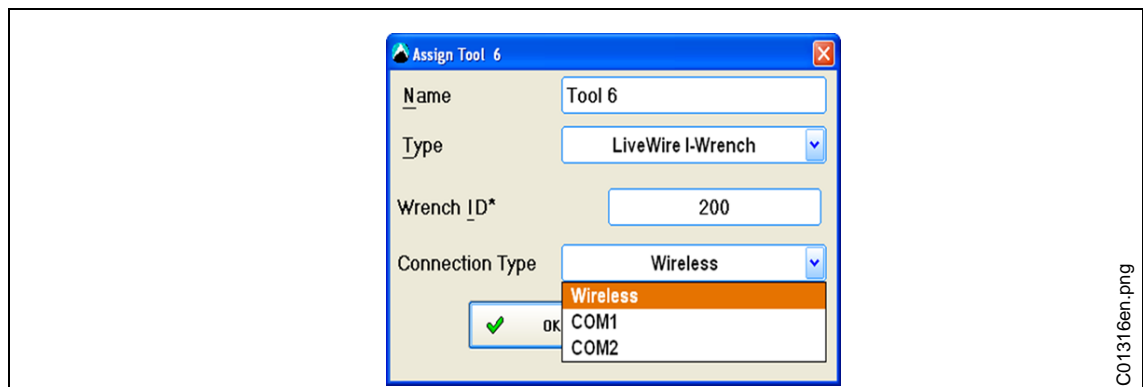 Assign Tool 6
Name Tool 6
Type LiveWire I-Wrench
Wrench ID* 200
Connection Type Wireless
Wireless
COM1
OK
COM2
C01316en.png